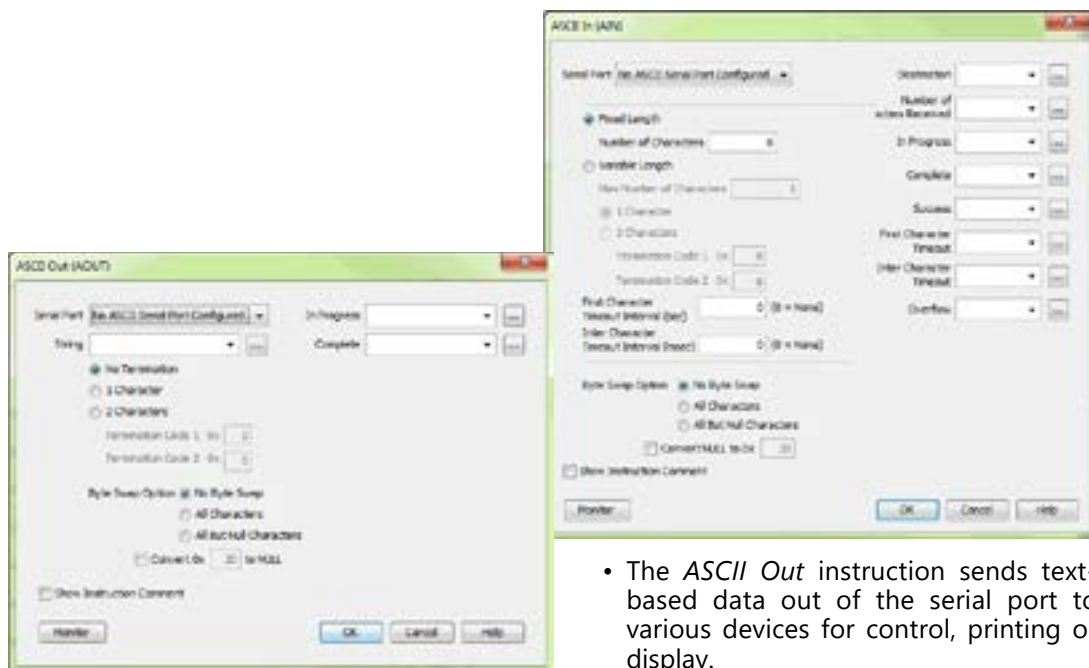 ASCII In (AIN)
Serial Port No ASCII Serial Port Configured
Destination
Number of
Received
In Progress
Complete
Success
First Character
Timeout
Inter Character
Timeout
Overflow
Fixed Length
Number of Characters
Variable Length
Max Number of Characters
1 Character
2 Characters
Termination Code 1 0x
Termination Code 2 0x
First Character
Timeout Interval (sec) 0 (0 = None)
Inter Character
Timeout Interval (msec) 0 (0 = None)
Byte Swap Option No Byte Swap
All Characters
All But Null Characters
Convert NULL to 0x 20
Show Instruction Comment
Monitor OK Cancel Help
ASCII Out (AOUT)
Serial Port No ASCII Serial Port Configured In Progress
String Complete
No Termination
1 Character
2 Characters
Termination Code 1 0x
Termination Code 2 0x
Byte Swap Option No Byte Swap
All Characters
All But Null Characters
Convert 0x 20 to NULL
Show Instruction Comment
Monitor OK Cancel Help
• The ASCII Out instruction sends text-
based data out of the serial port to
various devices for control, printing or
display.